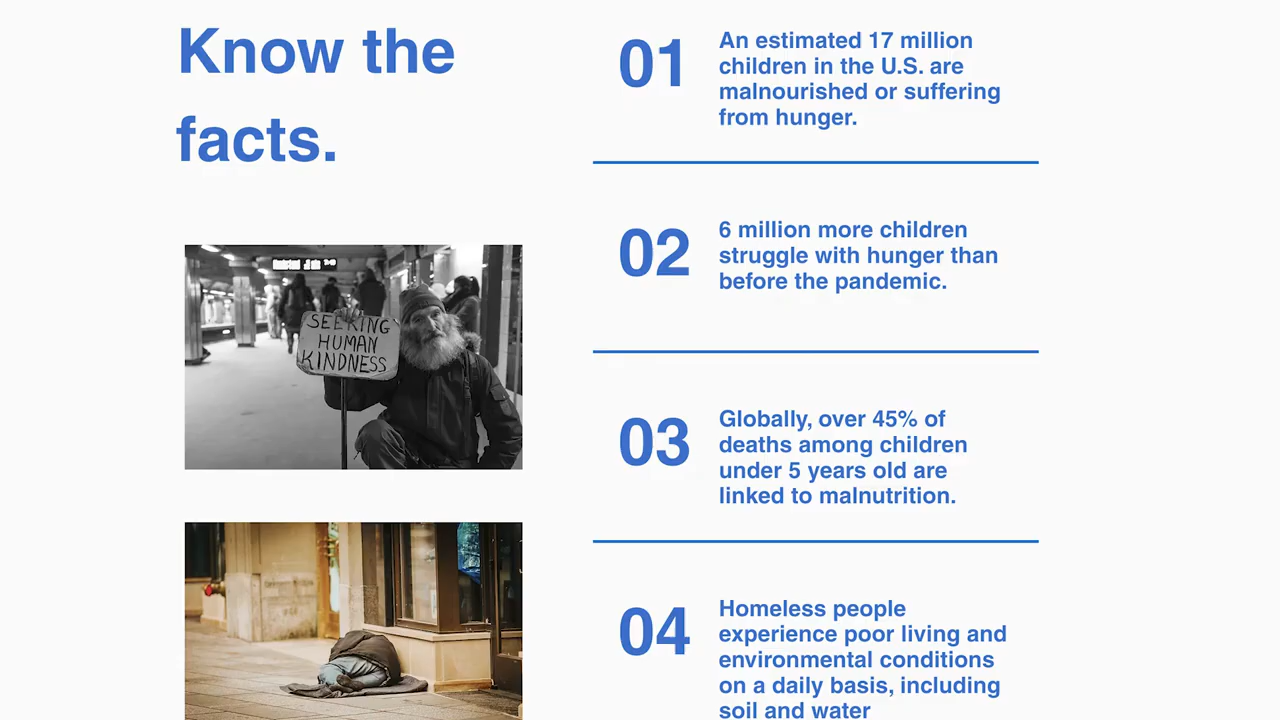 Know the
facts.
01
An estimated 17 million
children in the U.S. are
malnourished or suffering
from hunger.
02
6 million more children
struggle with hunger than
before the pandemic.
SEEKING
HUMAN
KINDNESS
03
Globally, over 45% of
deaths among children
under 5 years old are
linked to malnutrition.
04
Homeless people
experience poor living and
environmental conditions
on a daily basis, including
soil and water